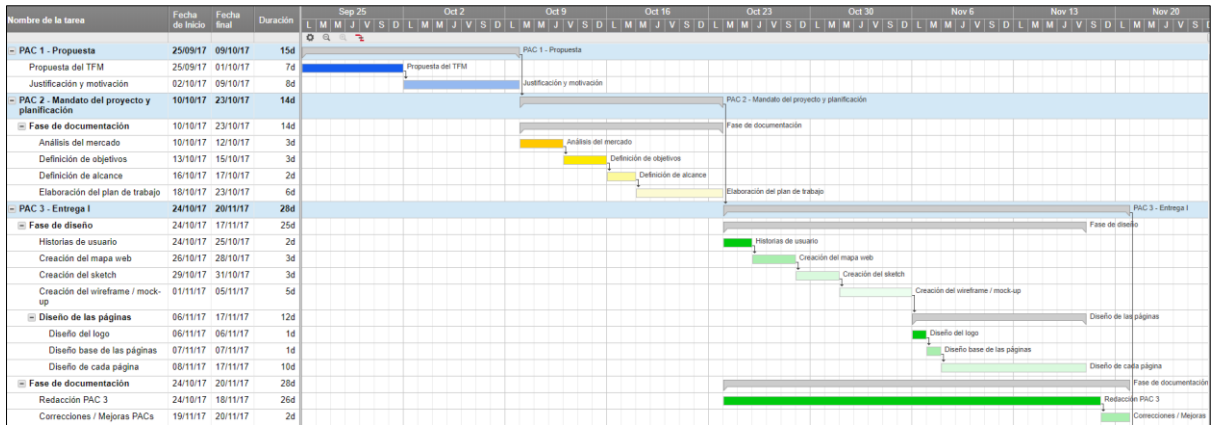 Nombre de la tarea Fecha de Inicio Fecha final Duración Sep 25 Oct 2 Oct 9 Oct 16 Oct 23 Oct 30 Nov 6 Nov 13 Nov 20
L M M J V S D L M M J V S D L M M J V S D L M M J V S D L M M J V S D L M M J V S D L M M J V S D L M M J V S D L M M J V S
PAC 1 - Propuesta 25/09/17 09/10/17 15d PAC 1 - Propuesta
Propuesta del TFM 25/09/17 01/10/17 7d Propuesta del TFM
Justificación y motivación 02/10/17 09/10/17 8d Justificación y motivación
PAC 2 - Mandato del proyecto y planificación 10/10/17 23/10/17 14d PAC 2 - Mandato del proyecto y planificación
Fase de documentación 10/10/17 23/10/17 14d Fase de documentación
Análisis del mercado 10/10/17 12/10/17 3d Análisis del mercado
Definición de objetivos 13/10/17 15/10/17 3d Definición de objetivos
Definición de alcance 16/10/17 17/10/17 2d Definición de alcance
Elaboración del plan de trabajo 18/10/17 23/10/17 6d Elaboración del plan de trabajo
PAC 3 - Entrega I 24/10/17 20/11/17 28d PAC 3 - Entrega I
Fase de diseño 24/10/17 17/11/17 25d Fase de diseño
Historias de usuario 24/10/17 25/10/17 2d Historias de usuario
Creación del mapa web 26/10/17 28/10/17 3d Creación del mapa web
Creación del sketch 29/10/17 31/10/17 3d Creación del sketch
Creación del wireframe / mock-up 01/11/17 05/11/17 5d Creación del wireframe / mock-up
Diseño de las páginas 06/11/17 17/11/17 12d Diseño de las páginas
Diseño del logo 06/11/17 06/11/17 1d Diseño del logo
Diseño base de las páginas 07/11/17 07/11/17 1d Diseño base de las páginas
Diseño de cada página 08/11/17 17/11/17 10d Diseño de cada página
Fase de documentación 24/10/17 20/11/17 28d Fase de documentación
Redacción PAC 3 24/10/17 18/11/17 26d Redacción PAC 3
Correcciones / Mejoras PACs 19/11/17 20/11/17 2d Correcciones / Mejoras